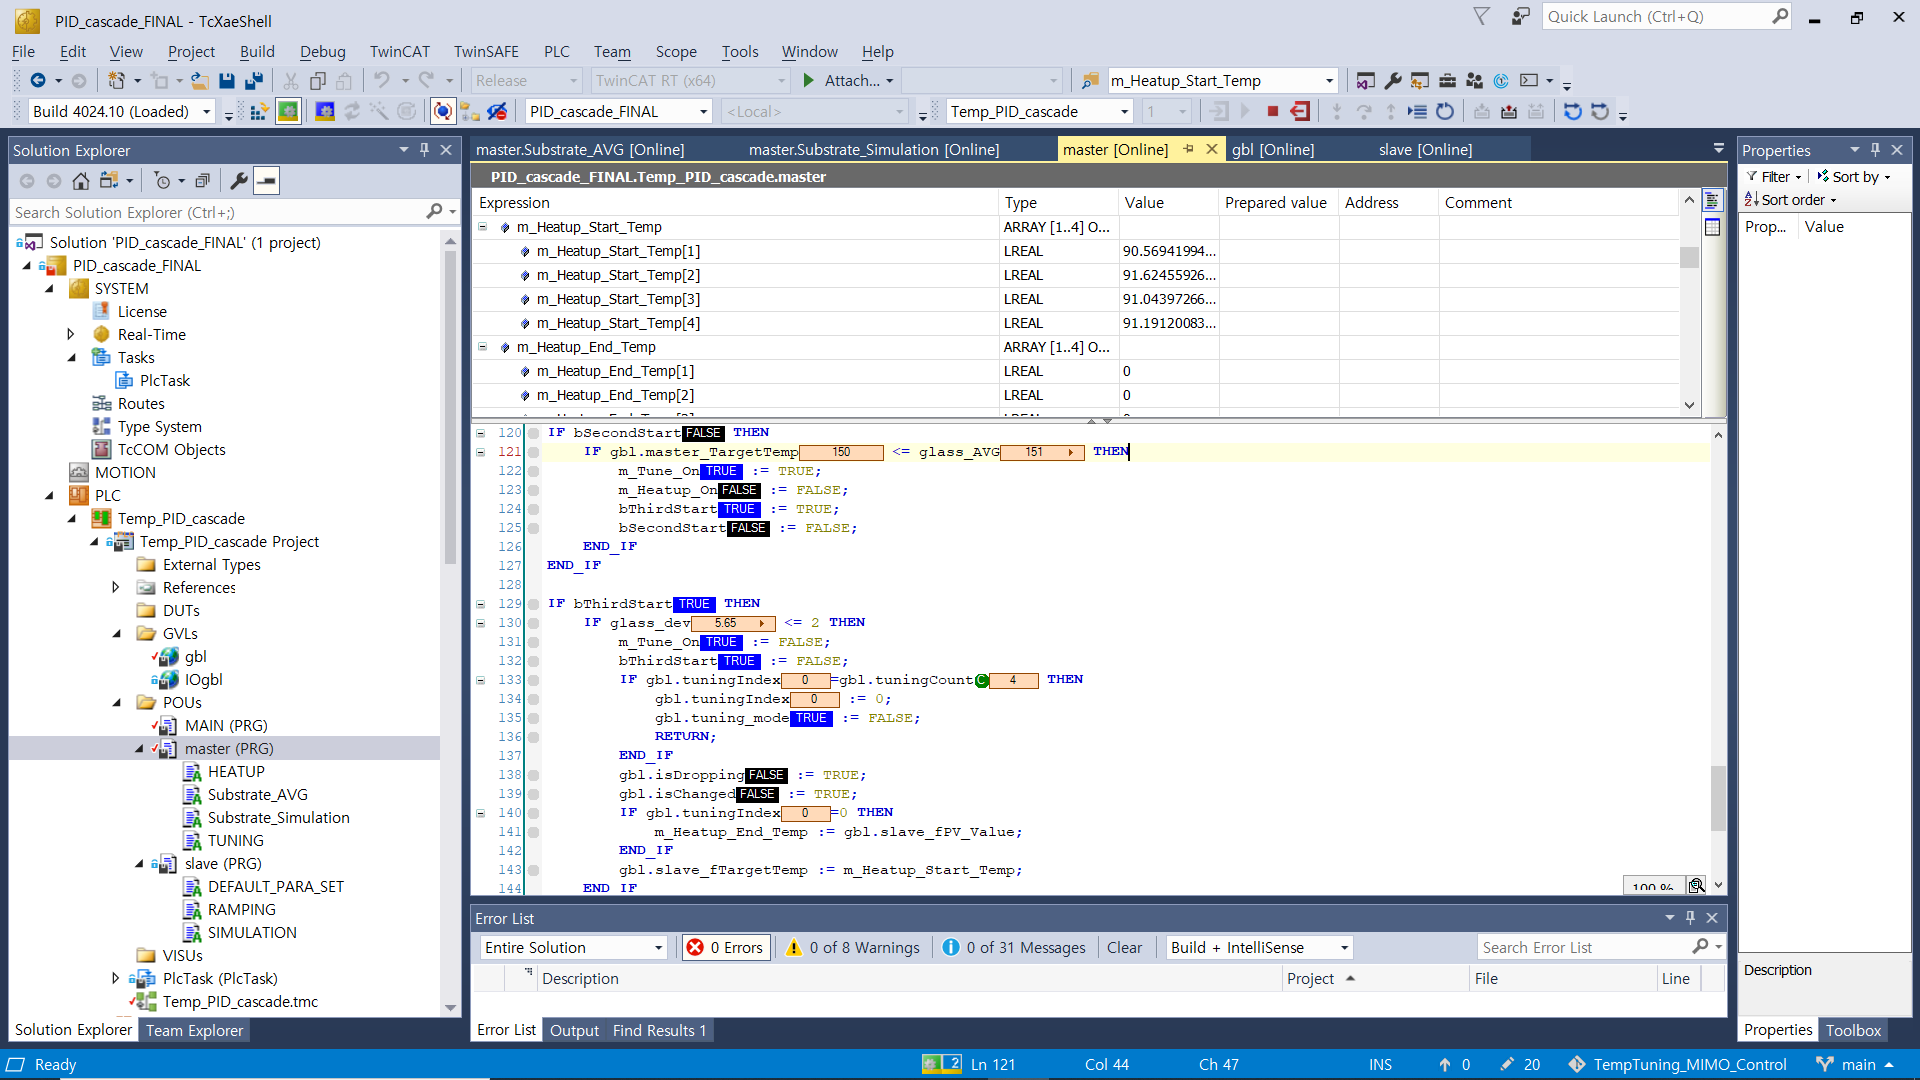 PID_cascade_FINAL - TcXaeShell
Quick Launch (Ctrl+Q)
File Edit View Project Build Debug TwinCAT TwinSAFE PLC Team Scope Tools Window Help
Release TwinCAT RT (x64) Attach... m_Heatup_Start_Temp
Build 4024.10 (Loaded) PID_cascade_FINAL <Local> Temp_PID_cascade 1
Solution Explorer
Search Solution Explorer (Ctrl+;)
Solution 'PID_cascade_FINAL' (1 project)
PID_cascade_FINAL
SYSTEM
License
Real-Time
Tasks
PlcTask
Routes
Type System
TcCOM Objects
MOTION
PLC
Temp_PID_cascade
Temp_PID_cascade Project
External Types
References
DUTs
GVLs
gbl
IOgbl
POUs
MAIN (PRG)
master (PRG)
HEATUP
Substrate_AVG
Substrate_Simulation
TUNING
slave (PRG)
DEFAULT_PARA_SET
RAMPING
SIMULATION
VISUs
PlcTask (PlcTask)
Temp_PID_cascade.tmc
Solution Explorer Team Explorer
master.Substrate_AVG [Online] master.Substrate_Simulation [Online] master [Online] gbl [Online] slave [Online]
PID_cascade_FINAL.Temp_PID_cascade.master
Expression Type Value Prepared value Address Comment
m_Heatup_Start_Temp ARRAY [1..4] O...
m_Heatup_Start_Temp[1] LREAL 90.56941994...
m_Heatup_Start_Temp[2] LREAL 91.62455926...
m_Heatup_Start_Temp[3] LREAL 91.04397266...
m_Heatup_Start_Temp[4] LREAL 91.19120083...
m_Heatup_End_Temp ARRAY [1..4] O...
m_Heatup_End_Temp[1] LREAL 0
m_Heatup_End_Temp[2] LREAL 0
120 IF bSecondStart FALSE THEN
121 IF gbl.master_TargetTemp 150 <= glass_AVG 151 THEN
122 m_Tune_On TRUE := TRUE;
123 m_Heatup_On FALSE := FALSE;
124 bThirdStart TRUE := TRUE;
125 bSecondStart FALSE := FALSE;
126 END_IF
127 END_IF
128
129 IF bThirdStart TRUE THEN
130 IF glass_dev 5.65 <= 2 THEN
131 m_Tune_On TRUE := FALSE;
132 bThirdStart TRUE := FALSE;
133 IF gbl.tuningIndex 0 =gbl.tuningCount C 4 THEN
134 gbl.tuningIndex 0 := 0;
135 gbl.tuning_mode TRUE := FALSE;
136 RETURN;
137 END_IF
138 gbl.isDropping FALSE := TRUE;
139 gbl.isChanged FALSE := TRUE;
140 IF gbl.tuningIndex 0 =0 THEN
141 m_Heatup_End_Temp := gbl.slave_fPV_Value;
142 END_IF
143 gbl.slave_fTargetTemp := m_Heatup_Start_Temp;
144 END_IF
100 %
Error List
Entire Solution 0 Errors 0 of 8 Warnings 0 of 31 Messages Clear Build + IntelliSense Search Error List
Description Project File Line
Error List Output Find Results 1
Properties
Filter Sort by
Sort order
Prop... Value
Description
Properties Toolbox
Ready 2 Ln 121 Col 44 Ch 47 INS 0 20 TempTuning_MIMO_Control main